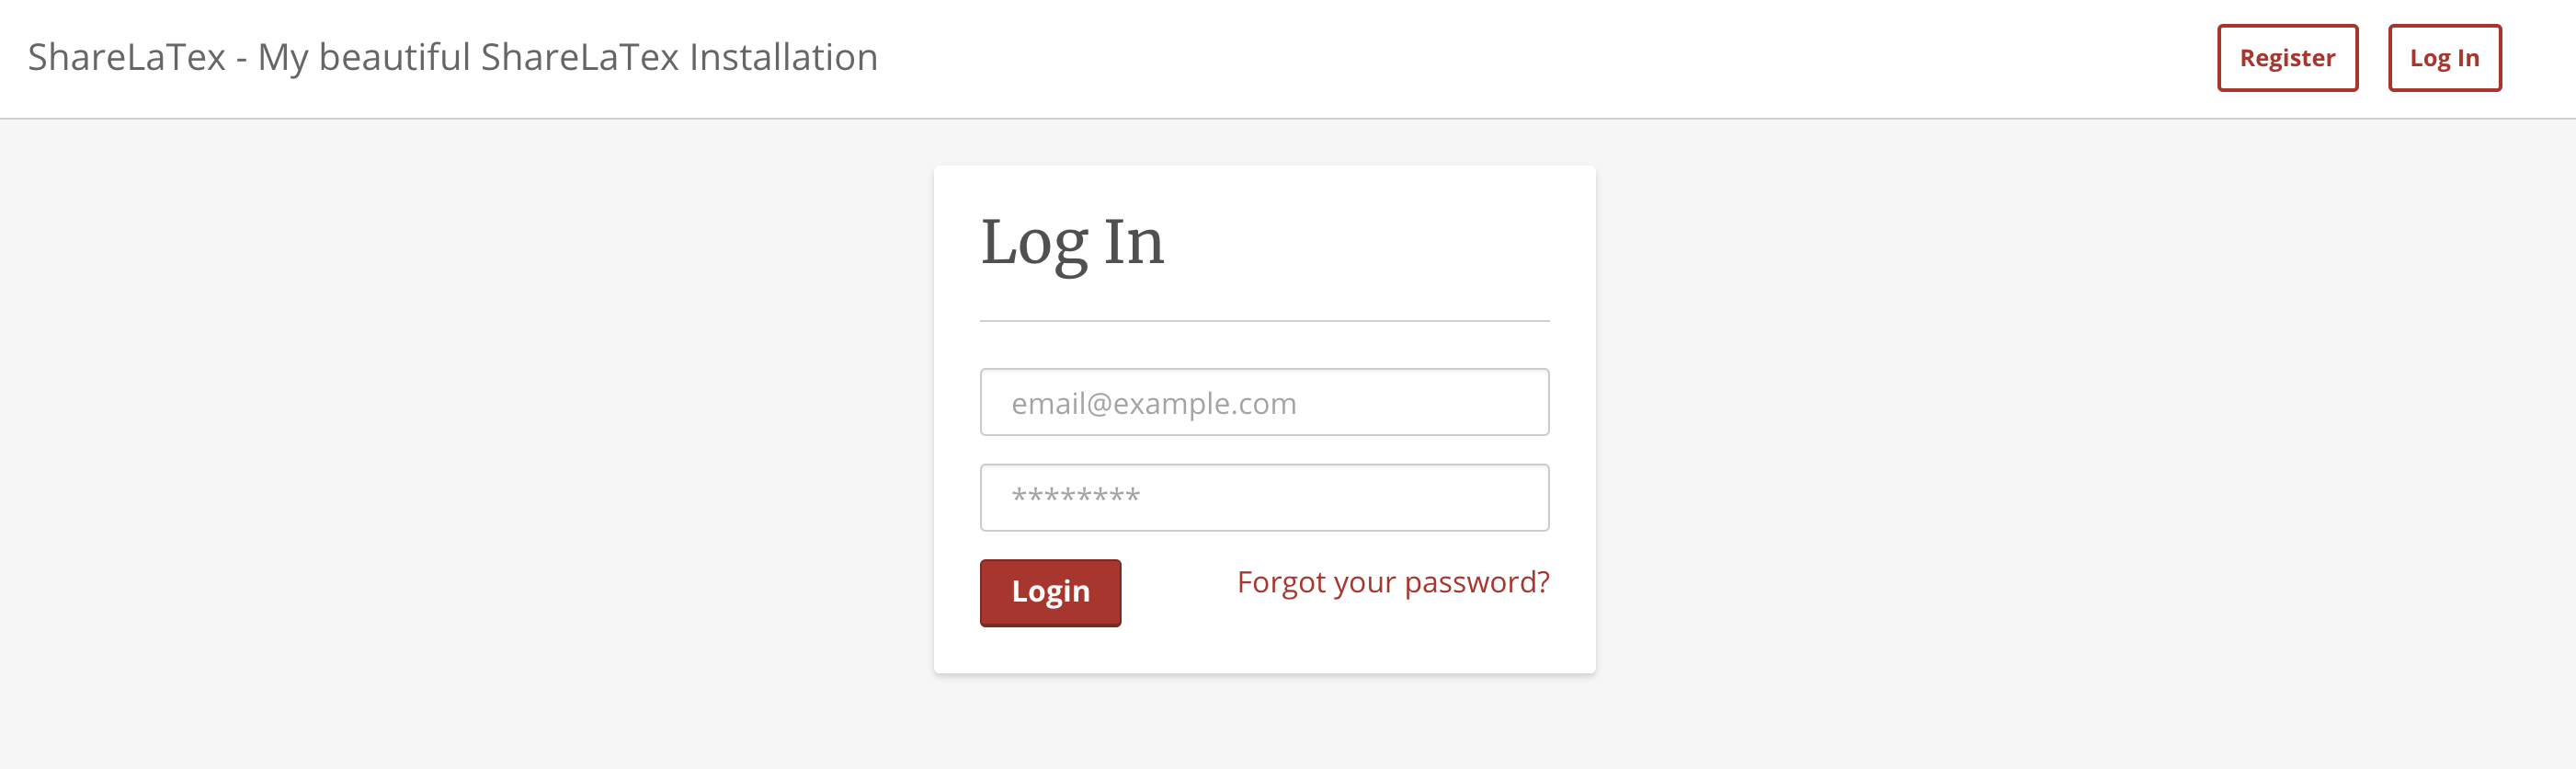 ShareLaTex - My beautiful ShareLaTex Installation
Register
Log In
Log In
email@example.com
********
Login
Forgot your password?